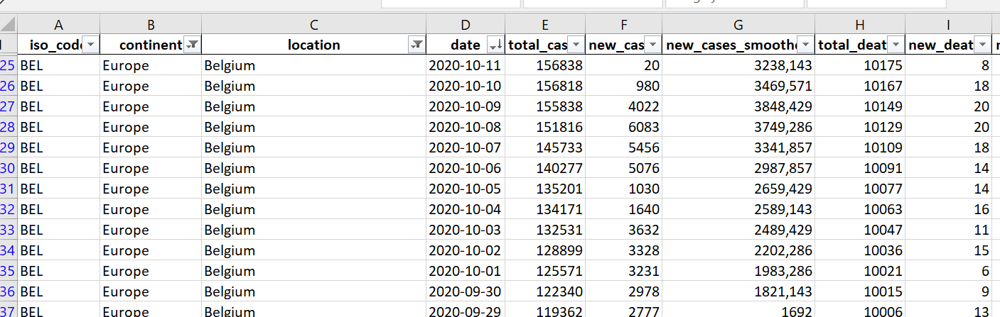 A B C D E F G H I
iso_cod continent location date total_cas new_cas new_cases_smooth total_deat new_deat
25 BEL Europe Belgium 2020-10-11 156838 20 3238,143 10175 8
26 BEL Europe Belgium 2020-10-10 156818 980 3469,571 10167 18
27 BEL Europe Belgium 2020-10-09 155838 4022 3848,429 10149 20
28 BEL Europe Belgium 2020-10-08 151816 6083 3749,286 10129 20
29 BEL Europe Belgium 2020-10-07 145733 5456 3341,857 10109 18
30 BEL Europe Belgium 2020-10-06 140277 5076 2987,857 10091 14
31 BEL Europe Belgium 2020-10-05 135201 1030 2659,429 10077 14
32 BEL Europe Belgium 2020-10-04 134171 1640 2589,143 10063 16
33 BEL Europe Belgium 2020-10-03 132531 3632 2489,429 10047 11
34 BEL Europe Belgium 2020-10-02 128899 3328 2202,286 10036 15
35 BEL Europe Belgium 2020-10-01 125571 3231 1983,286 10021 6
36 BEL Europe Belgium 2020-09-30 122340 2978 1821,143 10015 9
37 BEL Europe Belgium 2020-09-29 119362 2777 1692 10006 13